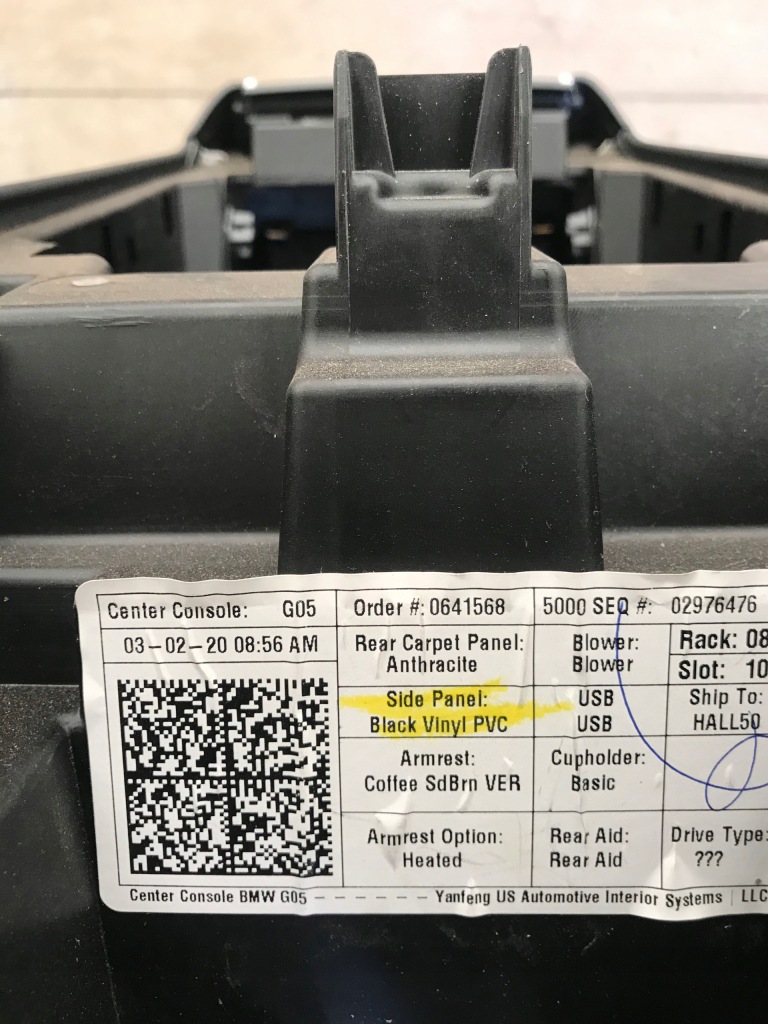 Center Console: G05
03-02-20 08:56 AM
Order #: 0641568
5000 SEQ #: 02976476
Rear Carpet Panel:
Anthracite
Blower:
Blower
Rack: 08
Slot: 10
Side Panel:
Black Vinyl PVC
USB
USB
Ship To:
HALL50
Armrest:
Coffee SdBrn VER
Cupholder:
Basic
Armrest Option:
Heated
Rear Aid:
Rear Aid
Drive Type:
???
Center Console BMW G05 - - - - - - - Yanfeng US Automotive Interior Systems I LLC